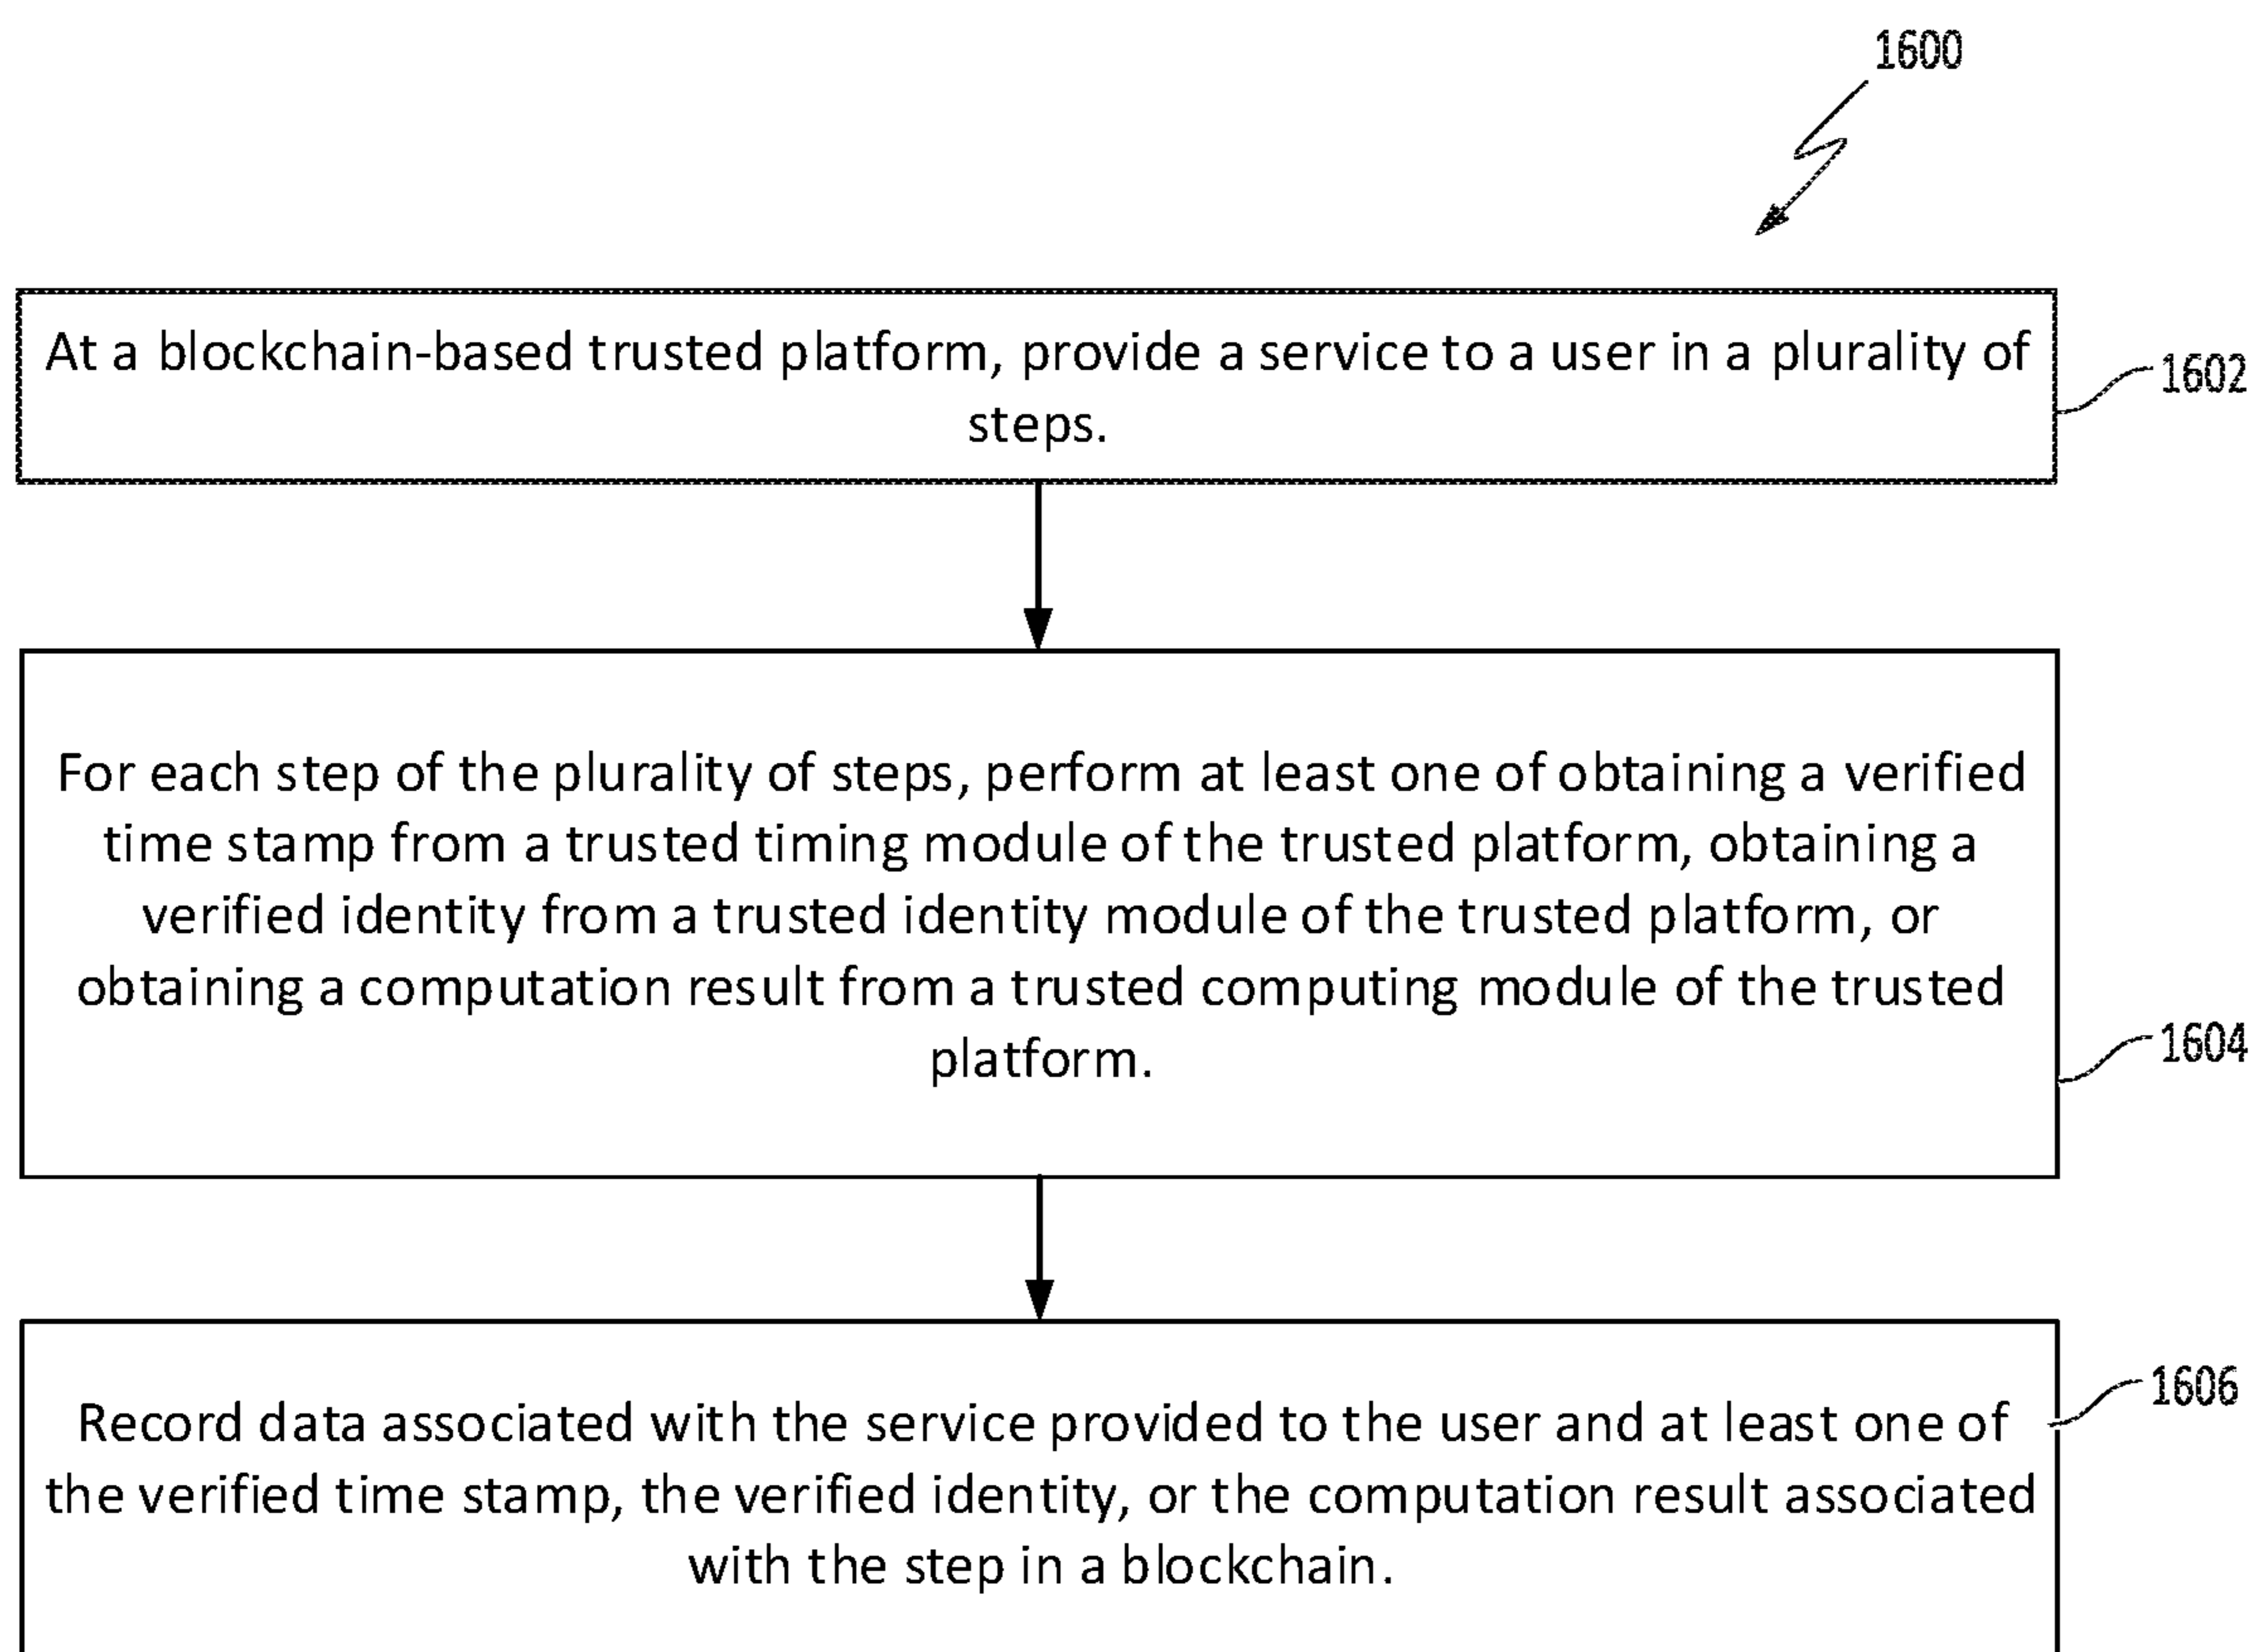 1600
At a blockchain-based trusted platform, provide a service to a user in a plurality of
steps.
1602
For each step of the plurality of steps, perform at least one of obtaining a verified
time stamp from a trusted timing module of the trusted platform, obtaining a
verified identity from a trusted identity module of the trusted platform, or
obtaining a computation result from a trusted computing module of the trusted
platform.
1604
Record data associated with the service provided to the user and at least one of
the verified time stamp, the verified identity, or the computation result associated
with the step in a blockchain.
1606